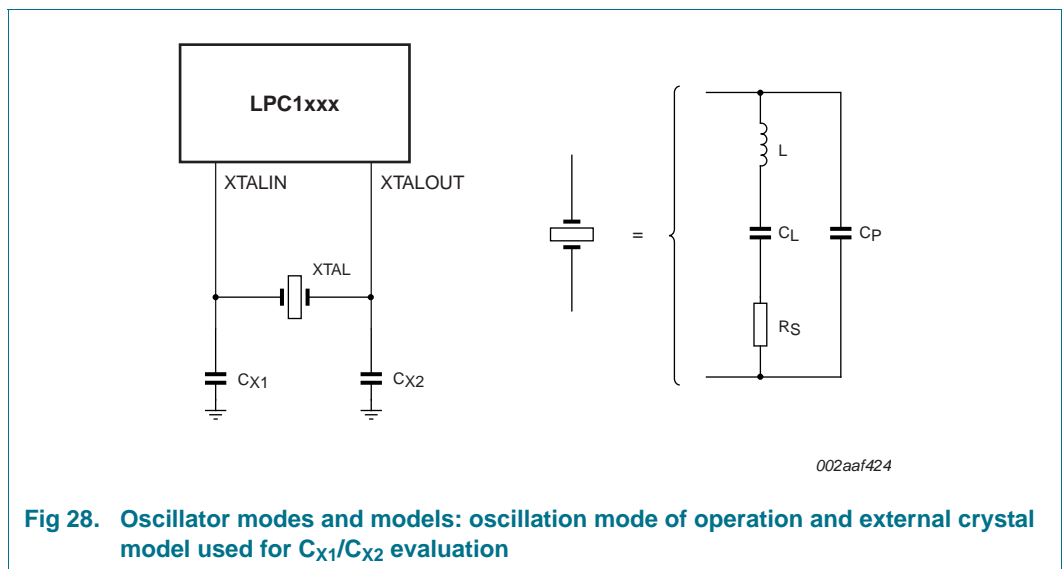 LPC1xxx
XTALIN
XTALOUT
XTAL
CX1
CX2
=
L
CL
CP
RS
002aaf424
Fig 28. Oscillator modes and models: oscillation mode of operation and external crystal
model used for CX1/CX2 evaluation